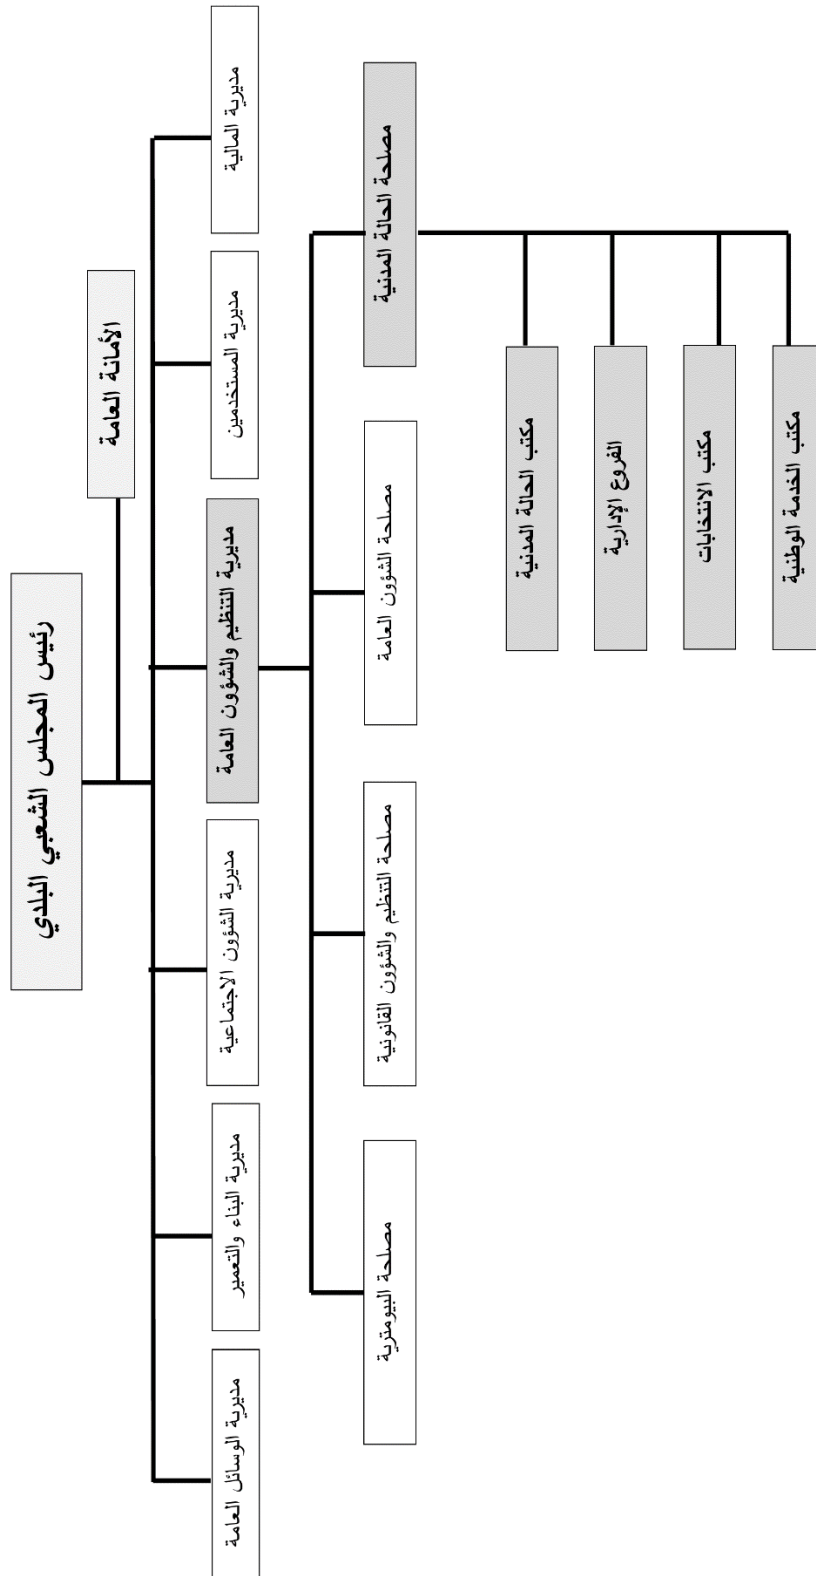 رئيس المجلس الشعبي البلدي
الأمانة العامة
مديرية المالية
مديرية المستخدمين
مديرية التنظيم والشؤون العامة
مديرية الشؤون الاجتماعية
مديرية البناء والتعمير
مديرية الوسائل العامة
مصلحة الحالة المدنية
مصلحة الشؤون العامة
مصلحة التنظيم والشؤون القانونية
مصلحة البيومترية
مكتب الحالة المدنية
الفروع الإدارية
مكتب الانتخابات
مكتب الخدمة الوطنية